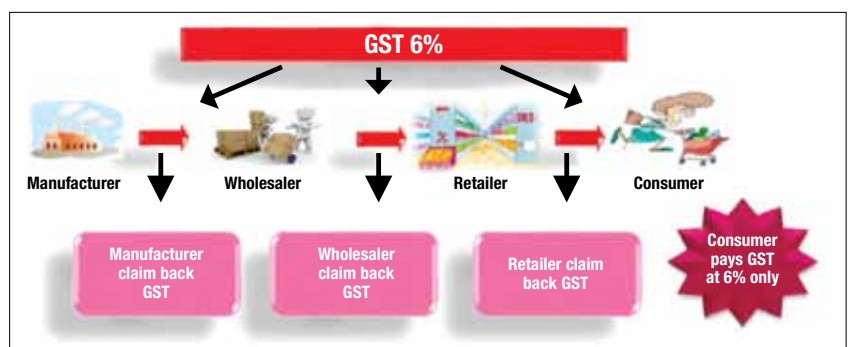 GST 6%
Manufacturer
Wholesaler
Retailer
Consumer
Manufacturer
claim back
GST
Wholesaler
claim back
GST
Retailer claim
back GST
Consumer
pays GST
at 6% only